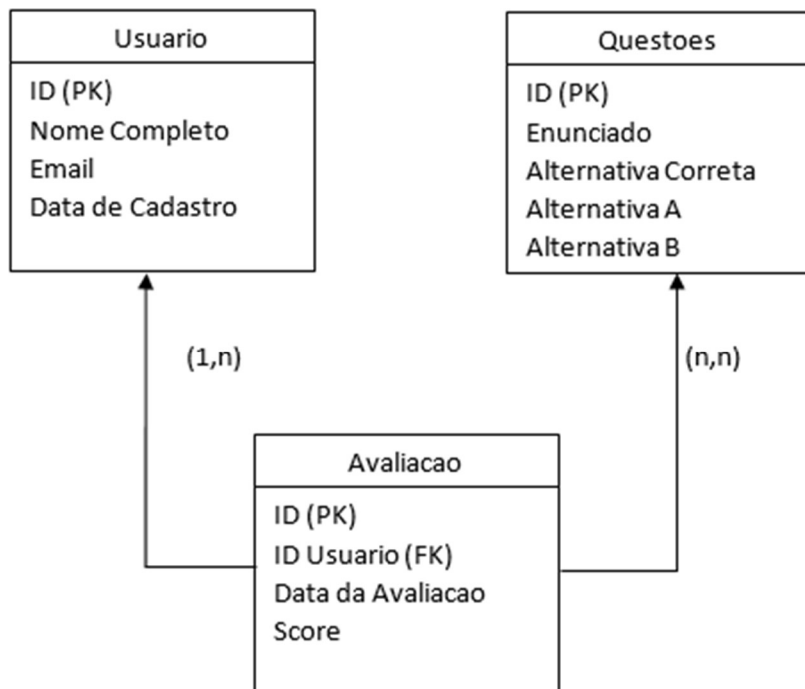 Usuario
ID (PK)
Nome Completo
Email
Data de Cadastro
Questoes
ID (PK)
Enunciado
Alternativa Correta
Alternativa A
Alternativa B
(1,n)
(n,n)
Avaliacao
ID (PK)
ID Usuario (FK)
Data da Avaliacao
Score